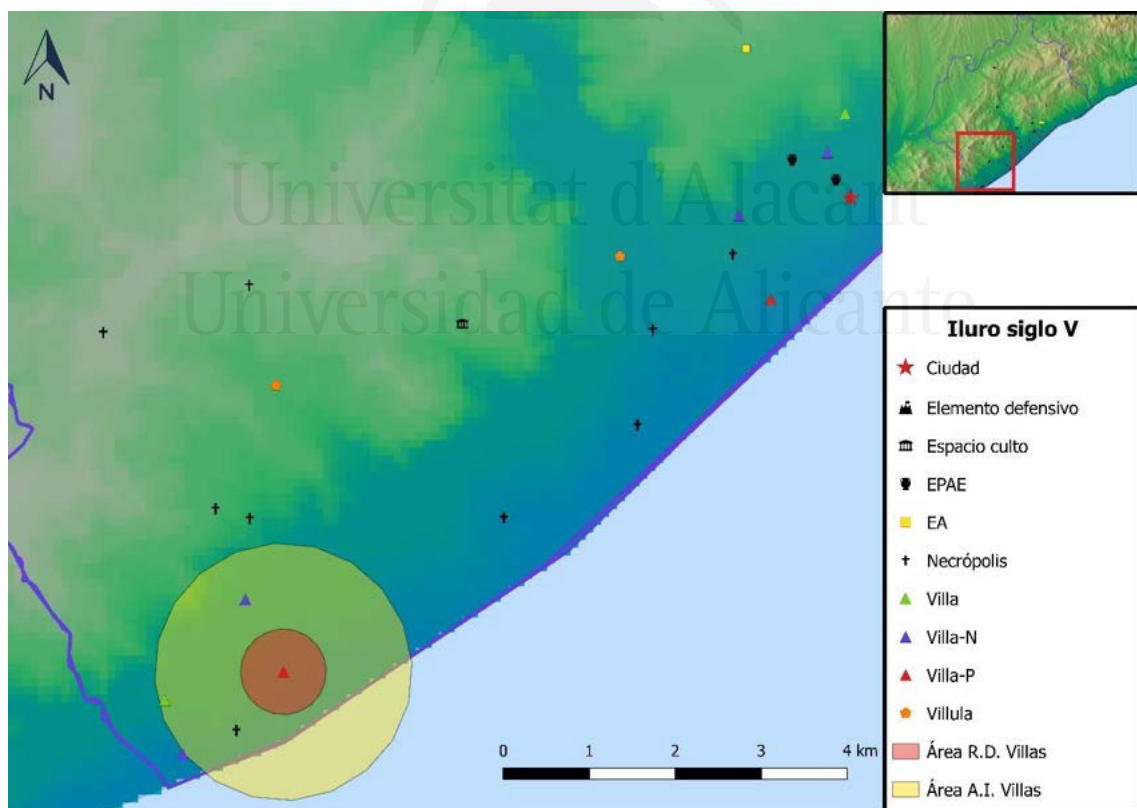 N
Universitat d'Alacant
Universidad de Alicante
0 1 2 3 4 km
Iluro siglo V
Ciudad
Elemento defensivo
Espacio culto
EPAE
EA
Necrópolis
Villa
Villa-N
Villa-P
Villula
Área R.D. Villas
Área A.I. Villas